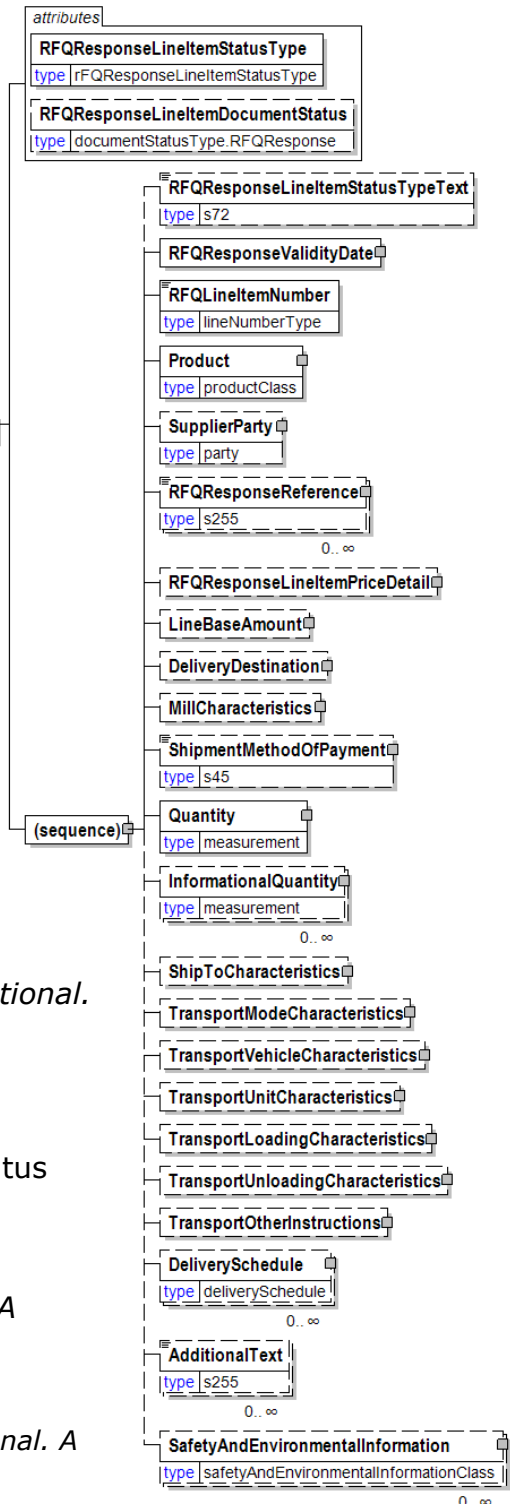 attributes
RFQResponseLineItemStatusType
type rFQResponseLineItemStatusType
RFQResponseLineItemDocumentStatus
type documentStatusType.RFQResponse
RFQResponseLineItemStatusTypeText
type s72
RFQResponseValidityDate
RFQLineItemNumber
type lineNumberType
Product
type productClass
SupplierParty
type party
RFQResponseReference
type s255
0.. ∞
RFQResponseLineItemPriceDetail
LineBaseAmount
DeliveryDestination
MillCharacteristics
ShipmentMethodOfPayment
type s45
(sequence)
Quantity
type measurement
InformationalQuantity
type measurement
0.. ∞
tional.
ShipToCharacteristics
TransportModeCharacteristics
TransportVehicleCharacteristics
TransportUnitCharacteristics
TransportLoadingCharacteristics
tus
TransportUnloadingCharacteristics
TransportOtherInstructions
DeliverySchedule
type deliverySchedule
A
0.. ∞
AdditionalText
type s255
0.. ∞
nal. A
SafetyAndEnvironmentalInformation
type safetyAndEnvironmentalInformationClass
0.. ∞